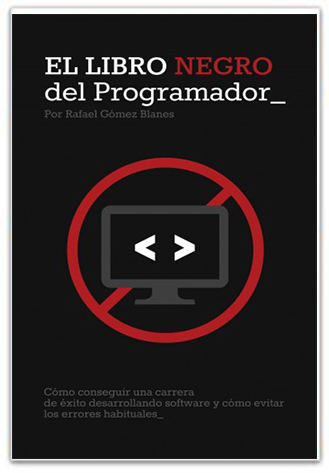 EL LIBRO NEGRO
del Programador_
Por Rafael Gómez Blanes
< >
Cómo conseguir una carrera
de éxito desarrollando software y cómo evitar
los errores habituales_